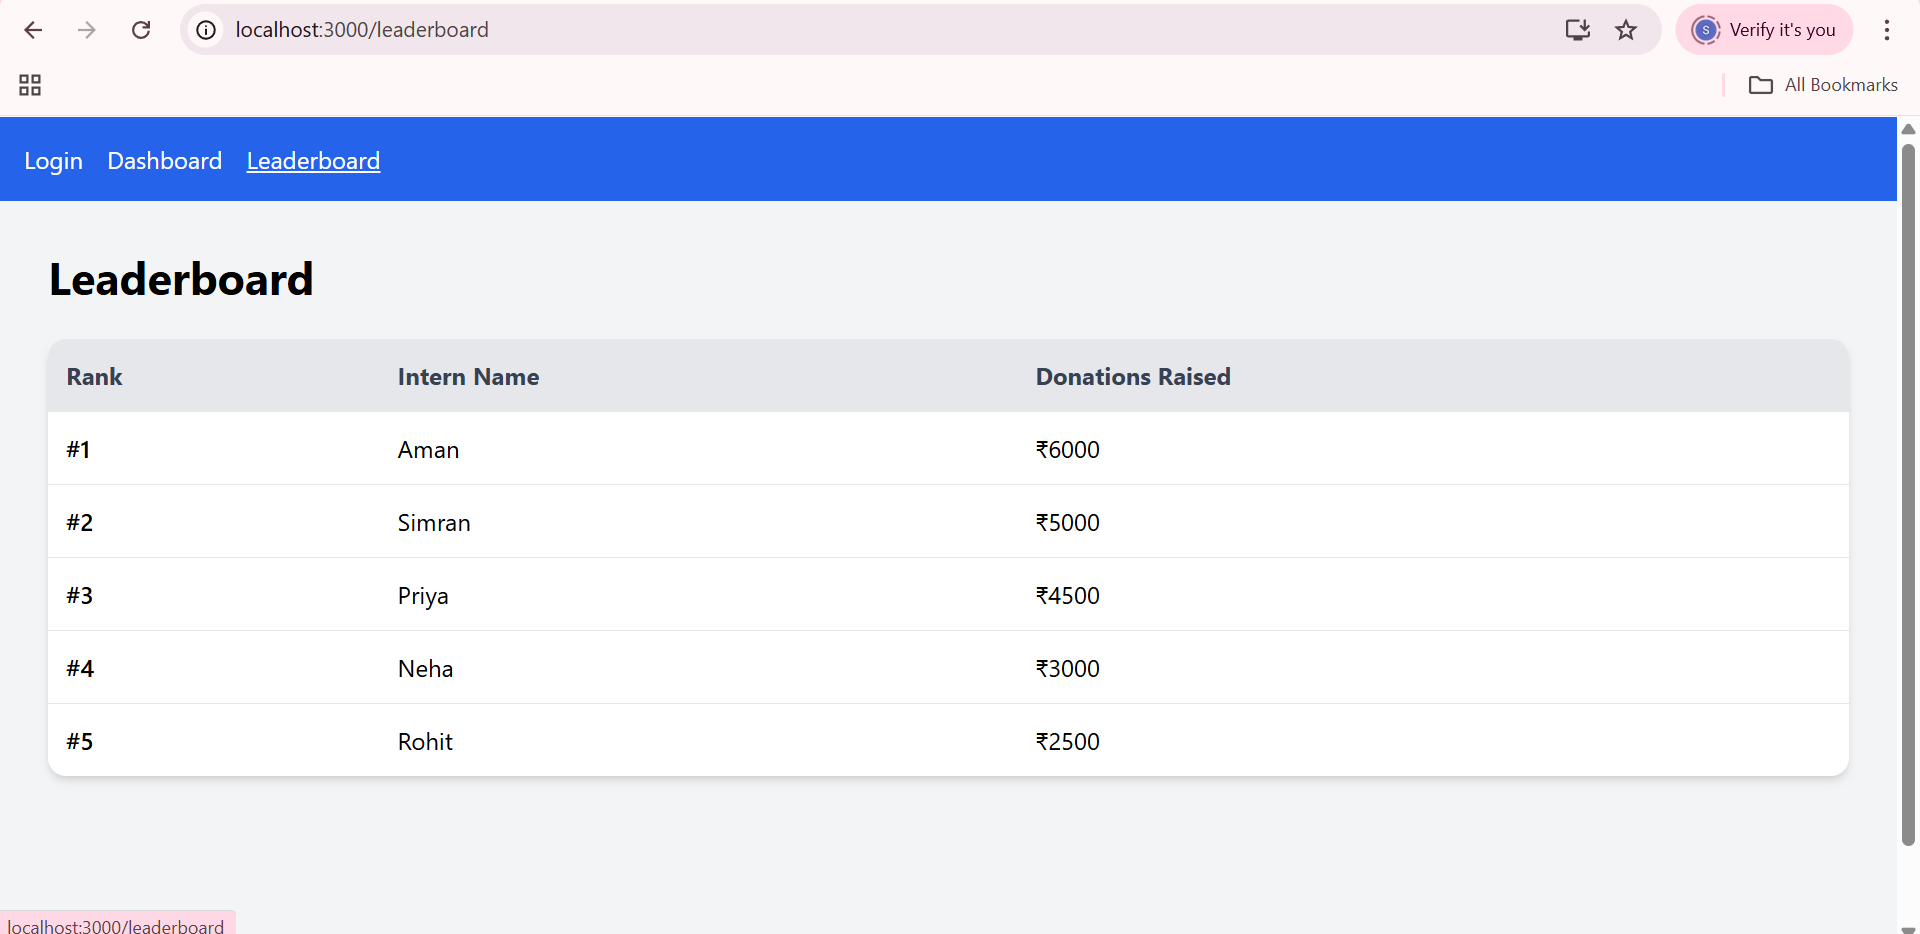 localhost:3000/leaderboard
S
Verify it's you
All Bookmarks
Login Dashboard Leaderboard
Leaderboard
Rank Intern Name Donations Raised
#1 Aman ₹6000
#2 Simran ₹5000
#3 Priya ₹4500
#4 Neha ₹3000
#5 Rohit ₹2500
localhost:3000/leaderboard